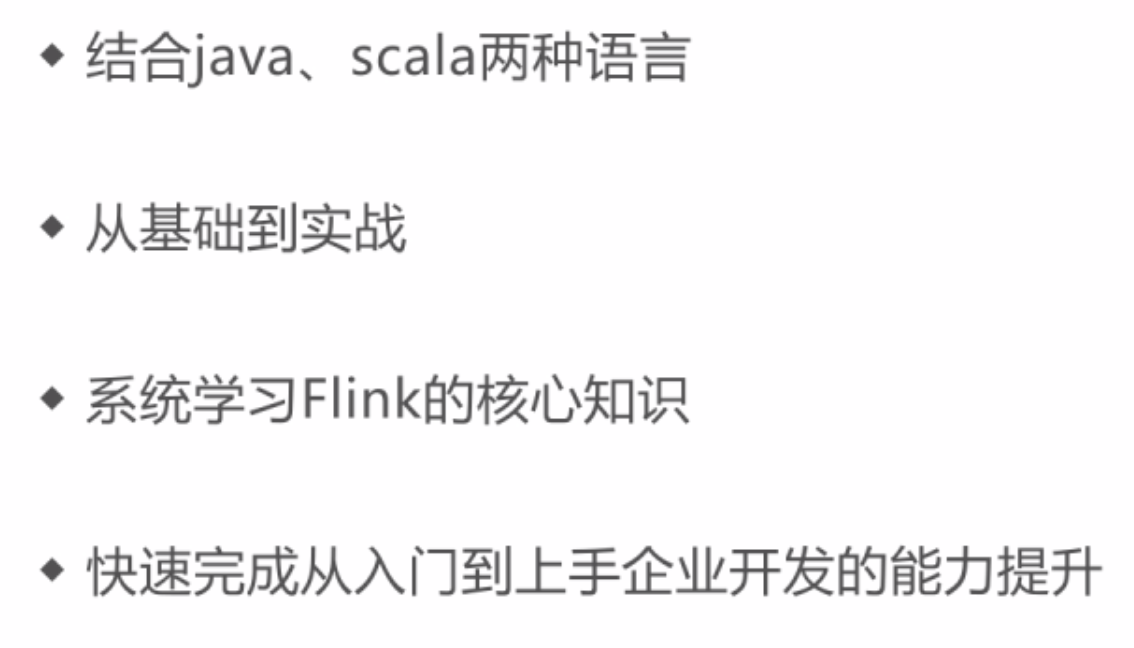 ◆ 结合java、scala两种语言
◆ 从基础到实战
◆ 系统学习Flink的核心知识
◆ 快速完成从入门到上手企业开发的能力提升